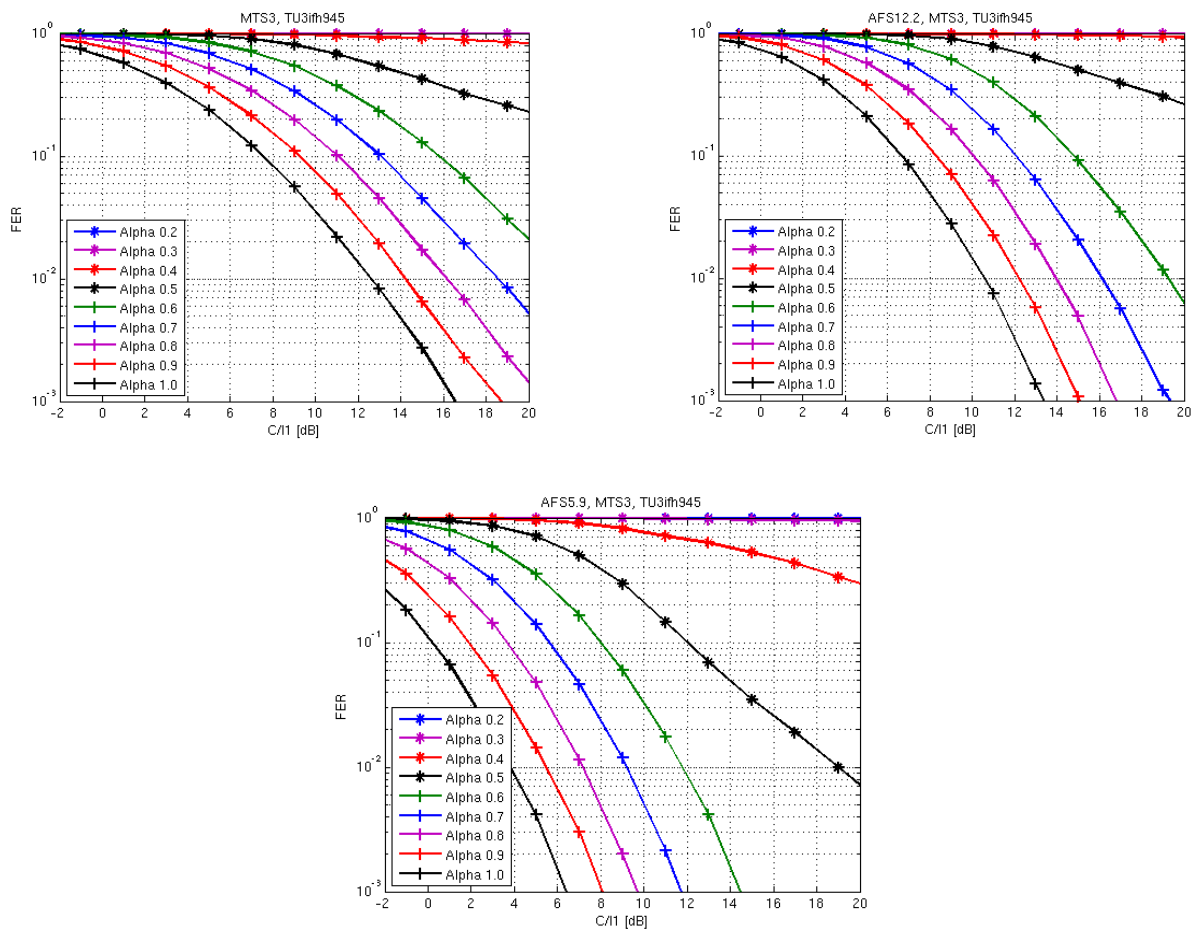 MTS3, TU3ifh945
10^0
10^-1
10^-2
10^-3
FER
Alpha 0.2
Alpha 0.3
Alpha 0.4
Alpha 0.5
Alpha 0.6
Alpha 0.7
Alpha 0.8
Alpha 0.9
Alpha 1.0
-2 0 2 4 6 8 10 12 14 16 18 20
C/I1 [dB]
AFS12.2, MTS3, TU3ifh945
10^0
10^-1
10^-2
10^-3
FER
Alpha 0.2
Alpha 0.3
Alpha 0.4
Alpha 0.5
Alpha 0.6
Alpha 0.7
Alpha 0.8
Alpha 0.9
Alpha 1.0
-2 0 2 4 6 8 10 12 14 16 18 20
C/I1 [dB]
AFS5.9, MTS3, TU3ifh945
10^0
10^-1
10^-2
10^-3
FER
Alpha 0.2
Alpha 0.3
Alpha 0.4
Alpha 0.5
Alpha 0.6
Alpha 0.7
Alpha 0.8
Alpha 0.9
Alpha 1.0
-2 0 2 4 6 8 10 12 14 16 18 20
C/I1 [dB]